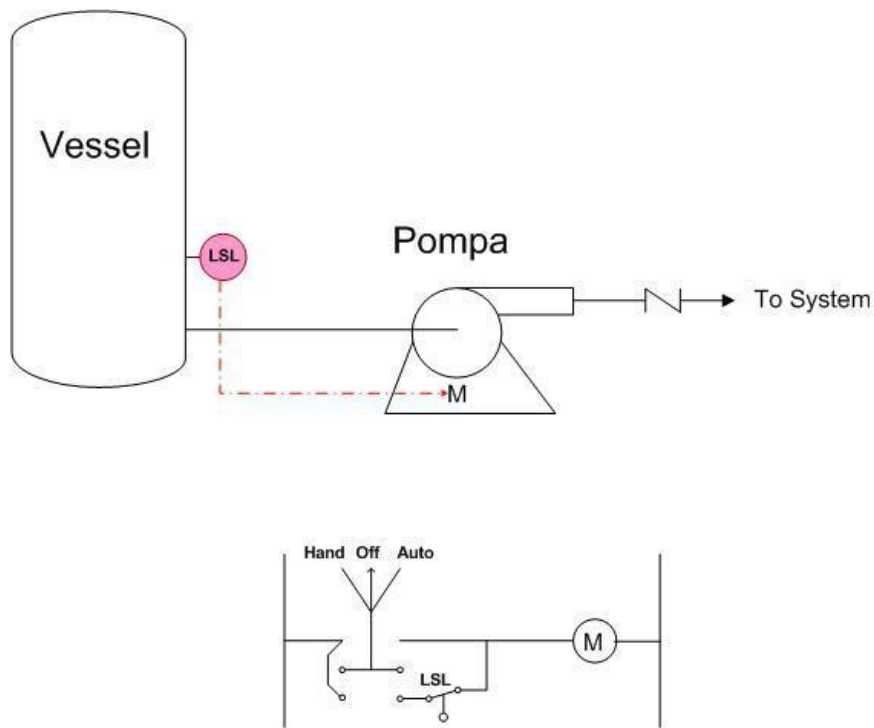 Vessel
LSL
Pompa
To System
M
Hand Off Auto
M
LSL